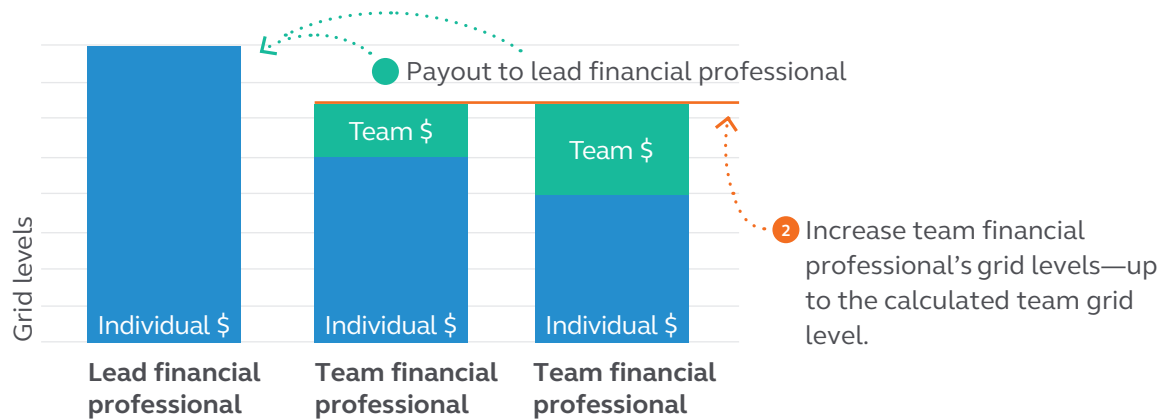 Payout to lead financial professional
Team $
Team $
2 Increase team financial
professional’s grid levels—up
to the calculated team grid
level.
Grid levels
Individual $
Individual $
Individual $
Lead financial
professional
Team financial
professional
Team financial
professional